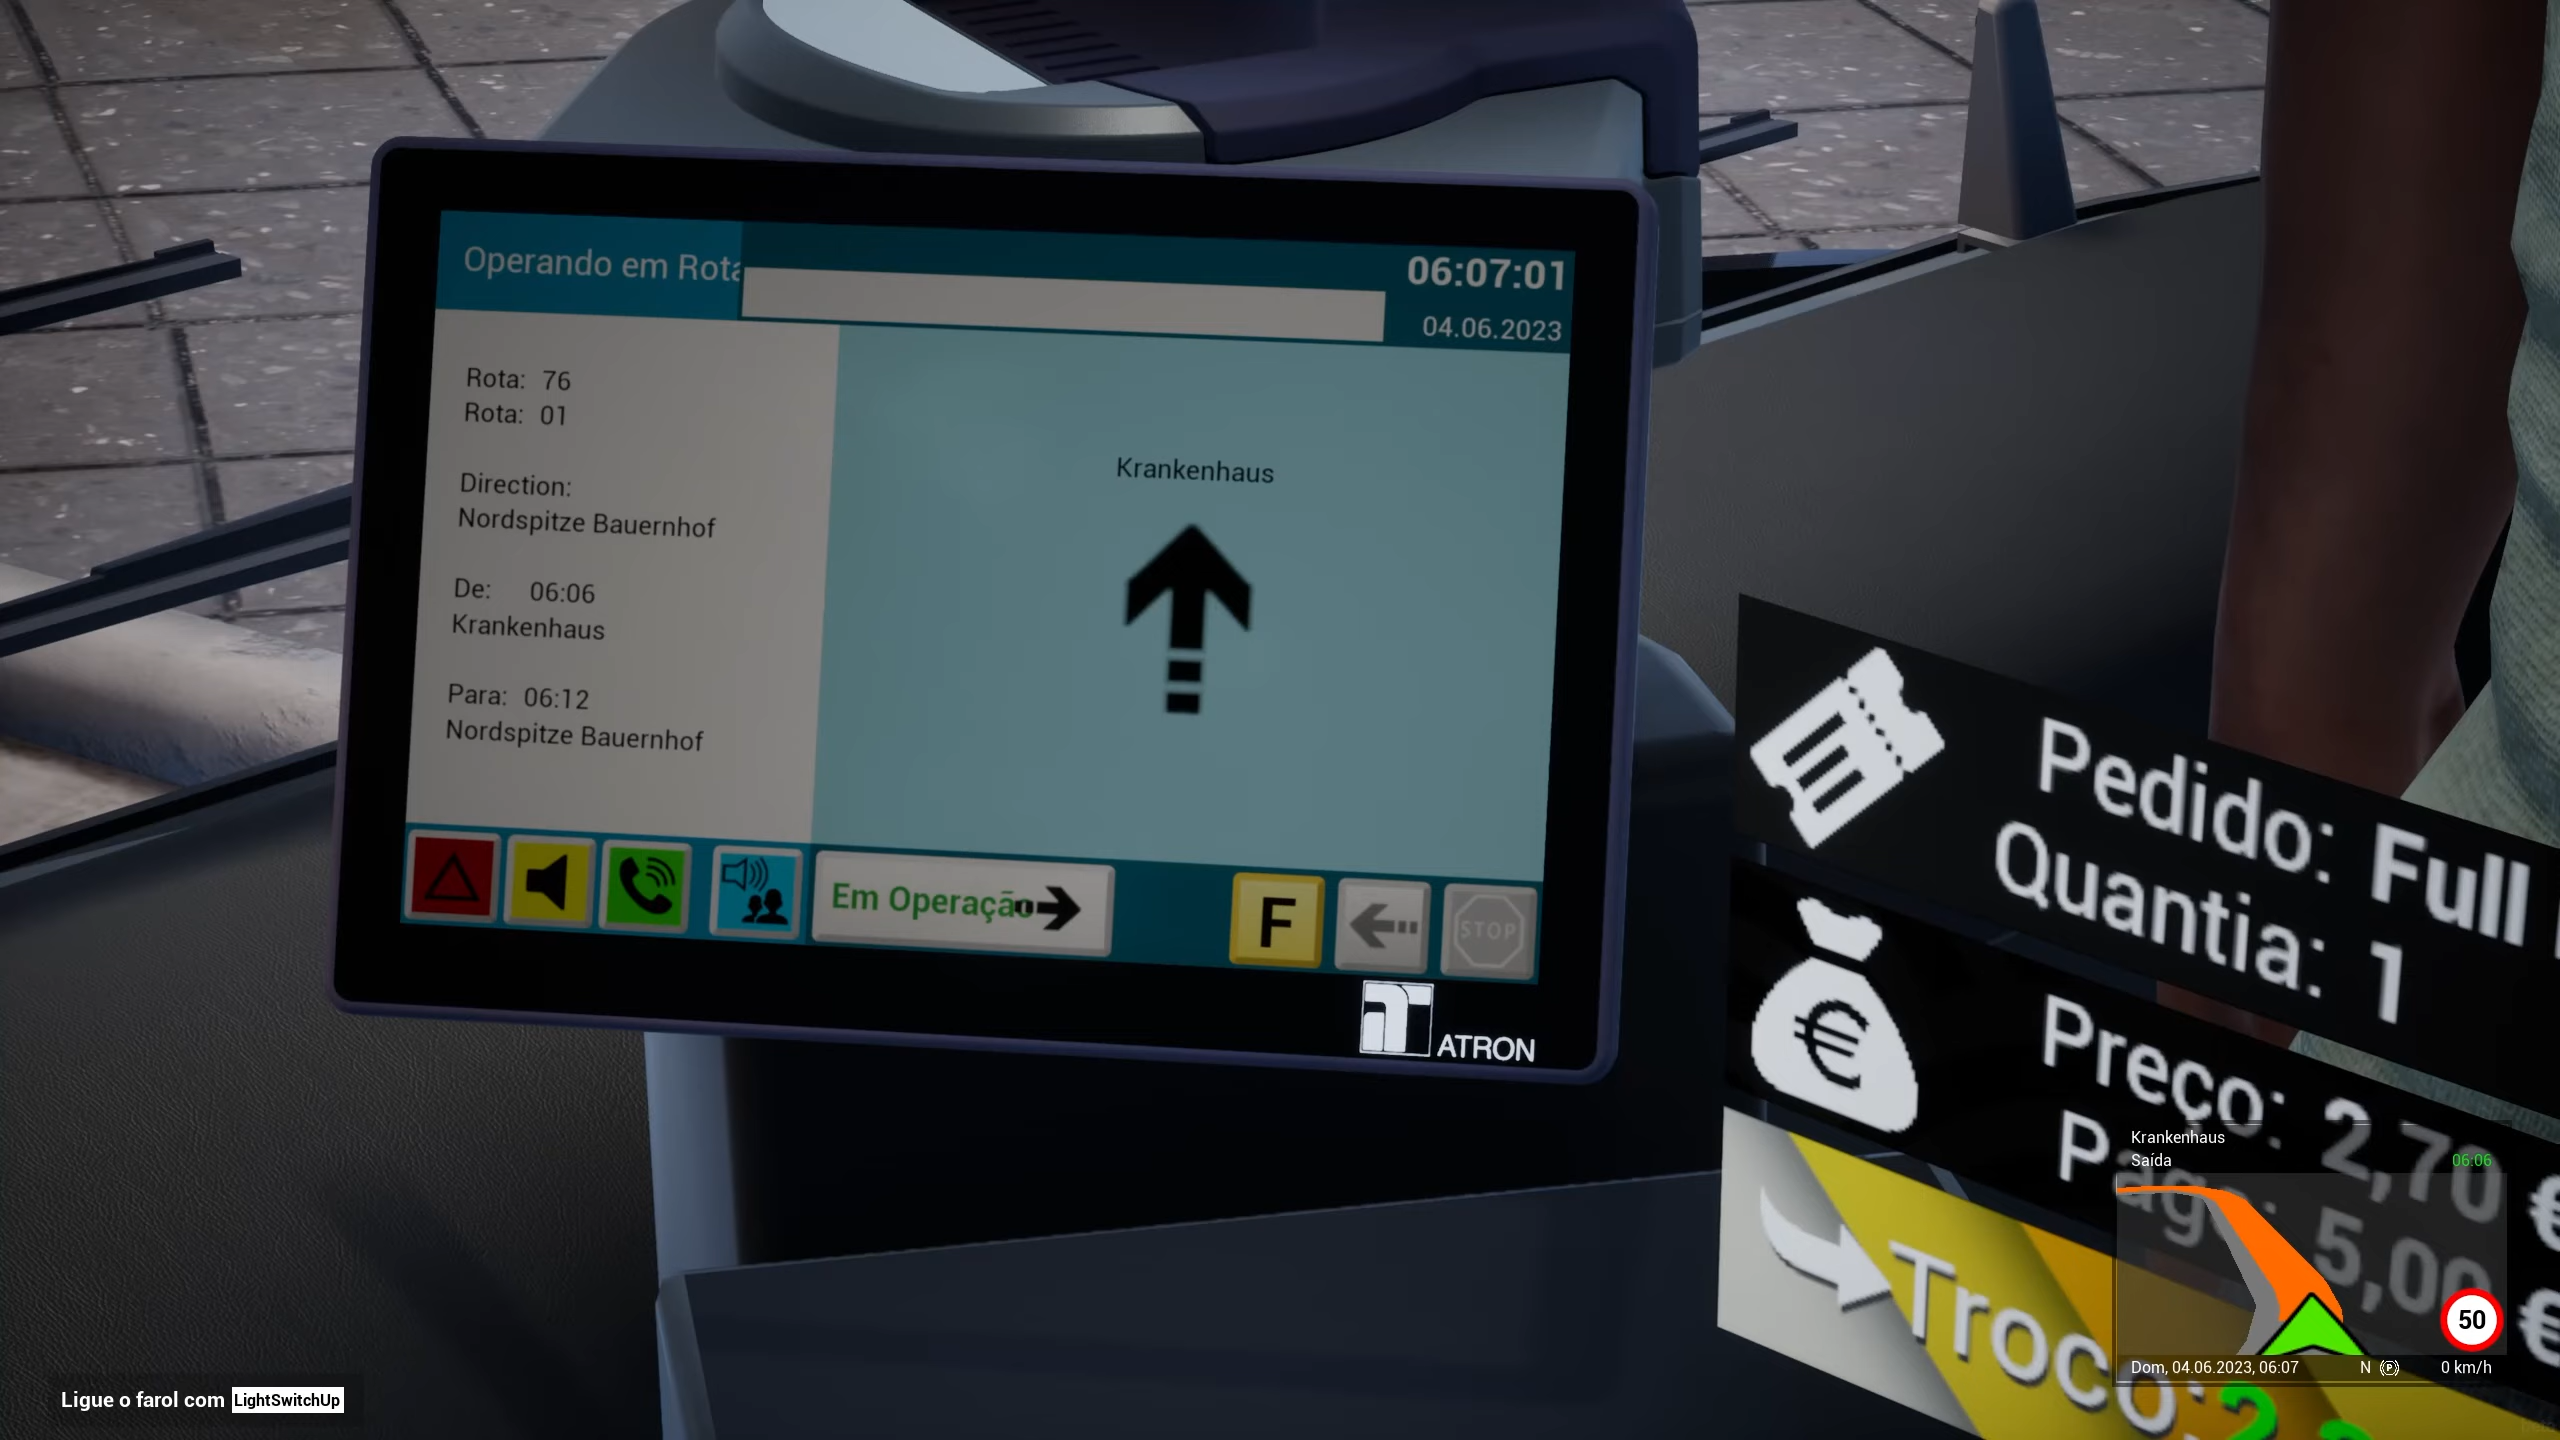 Operando em Rota
06:07:01
04.06.2023
Rota: 76
Rota: 01
Direction:
Nordspitze Bauernhof
De: 06:06
Krankenhaus
Para: 06:12
Nordspitze Bauernhof
Krankenhaus
Em Operação
F
STOP
ATRON
Pedido: Full
Quantia: 1
Preço: 2,70 €
Pago: 5,00 €
Troco: 2,
Krankenhaus
Saída 06:06
50
Dom, 04.06.2023, 06:07 N (P) 0 km/h
Ligue o farol com LightSwitchUp